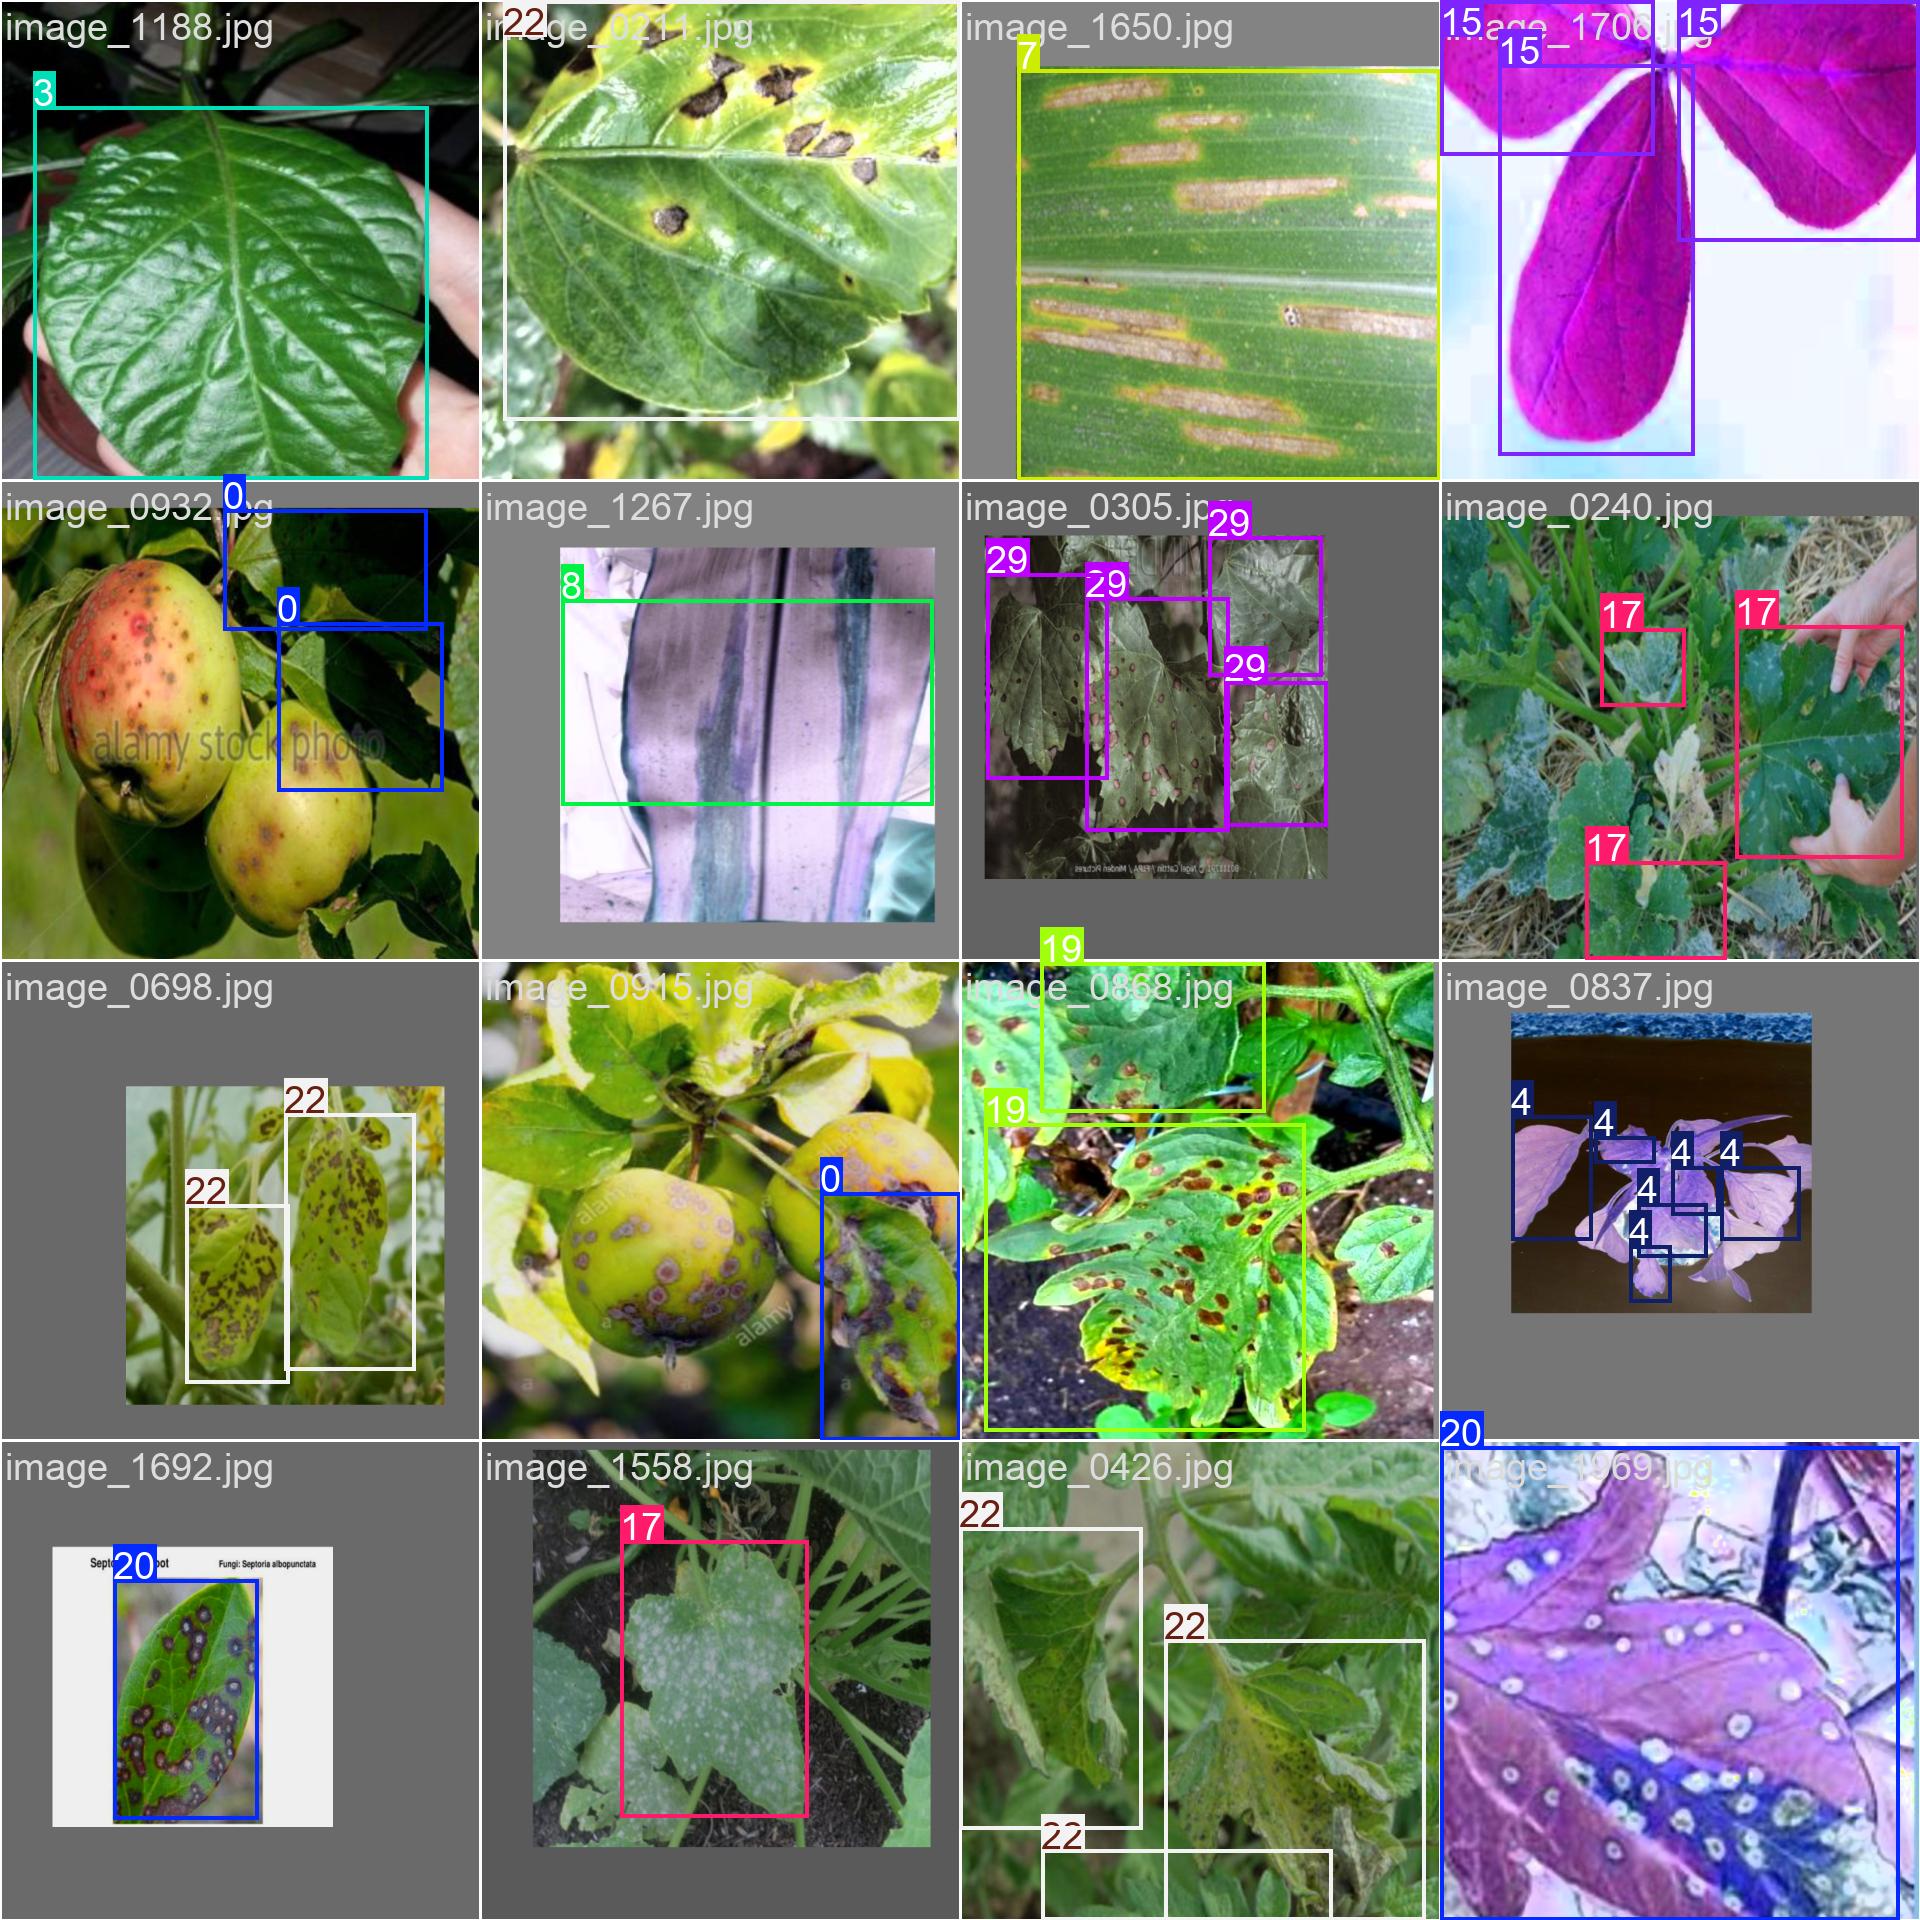 image_1188.jpg
3
22
image_0211.jpg
image_1650.jpg
7
15
image_1706.jpg
15
15
image_0932.jpg
0
0
alamy stock photo
image_1267.jpg
8
image_0305.jpg
29
29
29
29
image_0240.jpg
17
17
17
image_0698.jpg
22
22
image_0915.jpg
0
alamy
a
image_0868.jpg
19
19
image_0837.jpg
4
4
4
4
4
4
image_1692.jpg
20
Fungi: Septoria albopunctata
image_1558.jpg
17
image_0426.jpg
22
22
22
20
image_1969.jpg